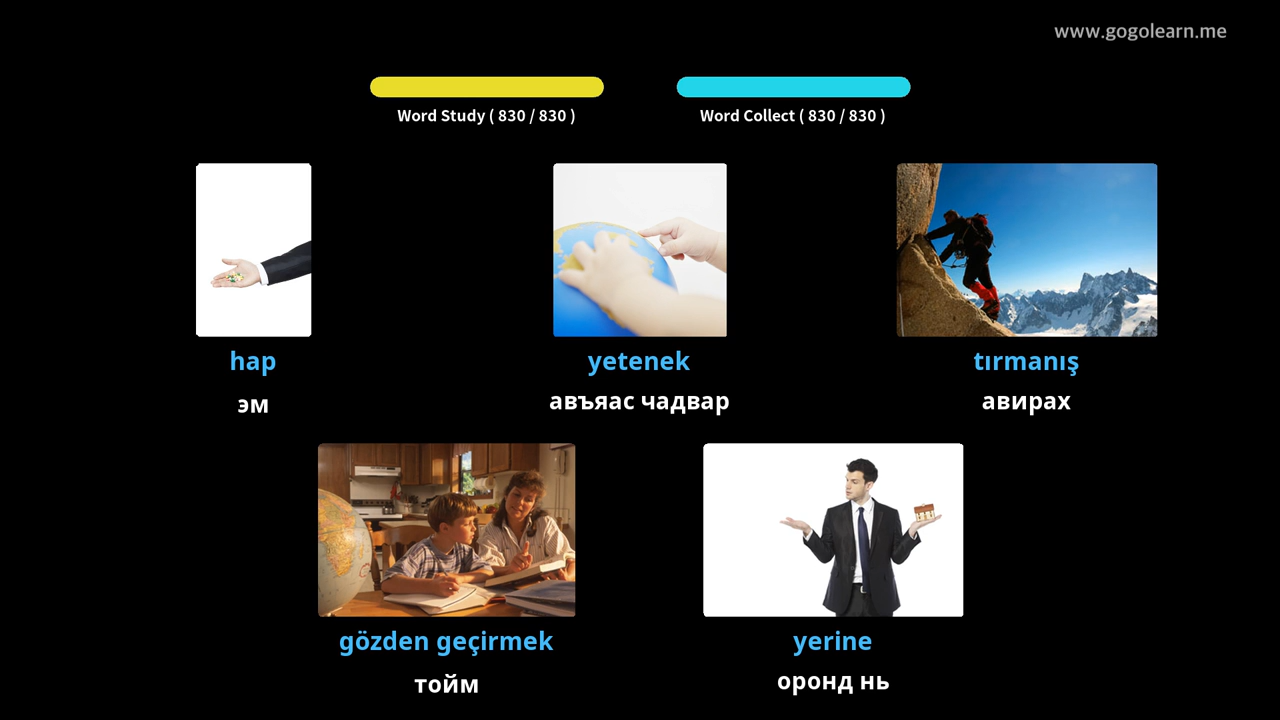 www.gogolearn.me
Word Study ( 830 / 830 )
Word Collect ( 830 / 830 )
hap
yetenek
tırmanış
эм
авъяас чадвар
авирах
gözden geçirmek
yerine
тойм
оронд нь